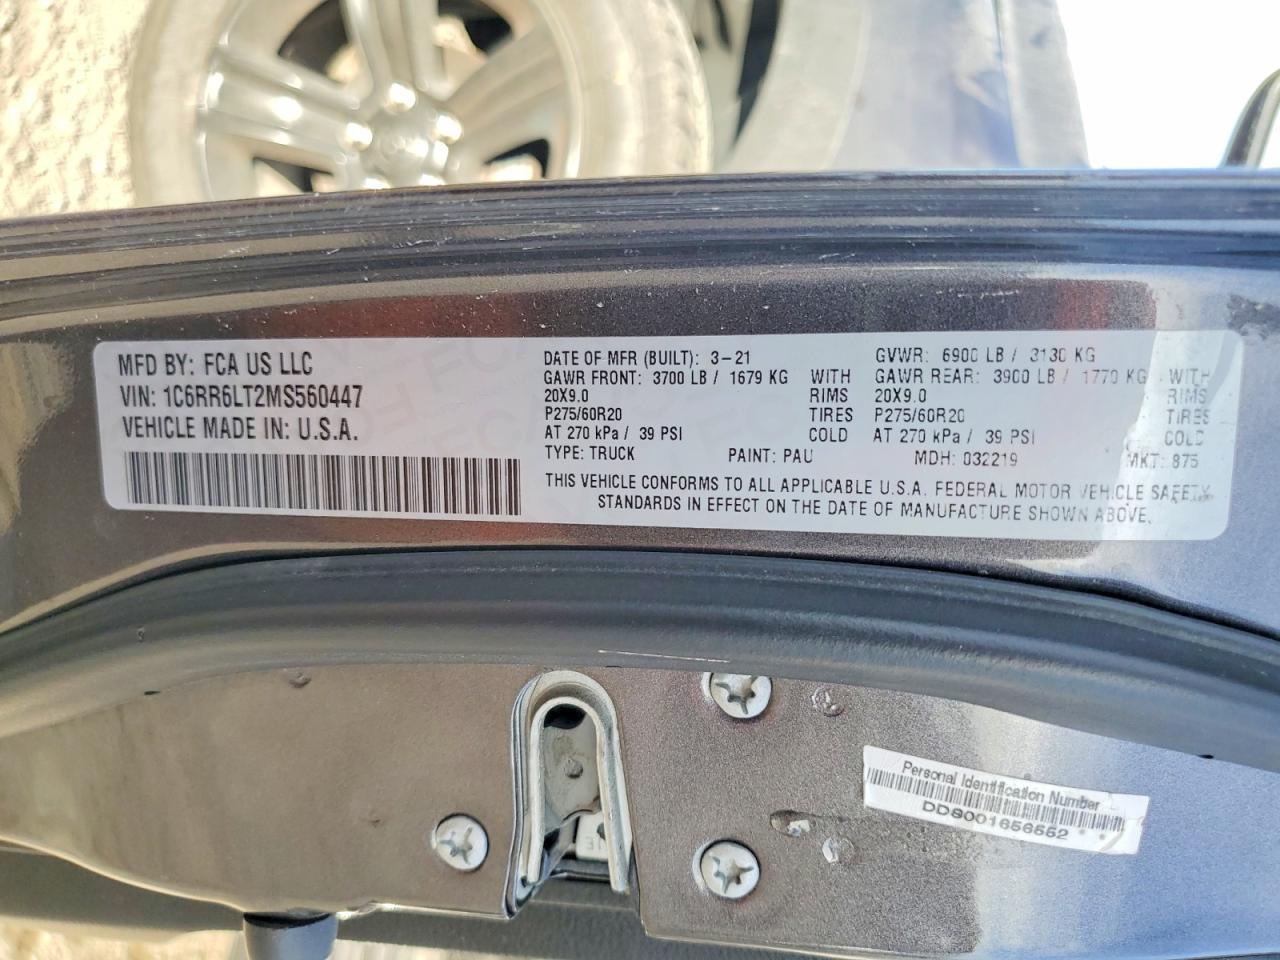 MFD BY: FCA US LLC
VIN: 1C6RR6LT2MS560447
VEHICLE MADE IN: U.S.A.
DATE OF MFR (BUILT): 3-21
GAWR FRONT: 3700 LB / 1679 KG WITH
20X9.0 RIMS
P275/60R20 TIRES
AT 270 kPa / 39 PSI COLD
GVWR: 6900 LB / 3130 KG
GAWR REAR: 3900 LB / 1770 KG WITH
20X9.0 RIMS
P275/60R20 TIRES
AT 270 kPa / 39 PSI COLD
TYPE: TRUCK PAINT: PAU MDH: 032219 MKT: 875
THIS VEHICLE CONFORMS TO ALL APPLICABLE U.S.A. FEDERAL MOTOR VEHICLE SAFETY
STANDARDS IN EFFECT ON THE DATE OF MANUFACTURE SHOWN ABOVE.
Personal Identification Number